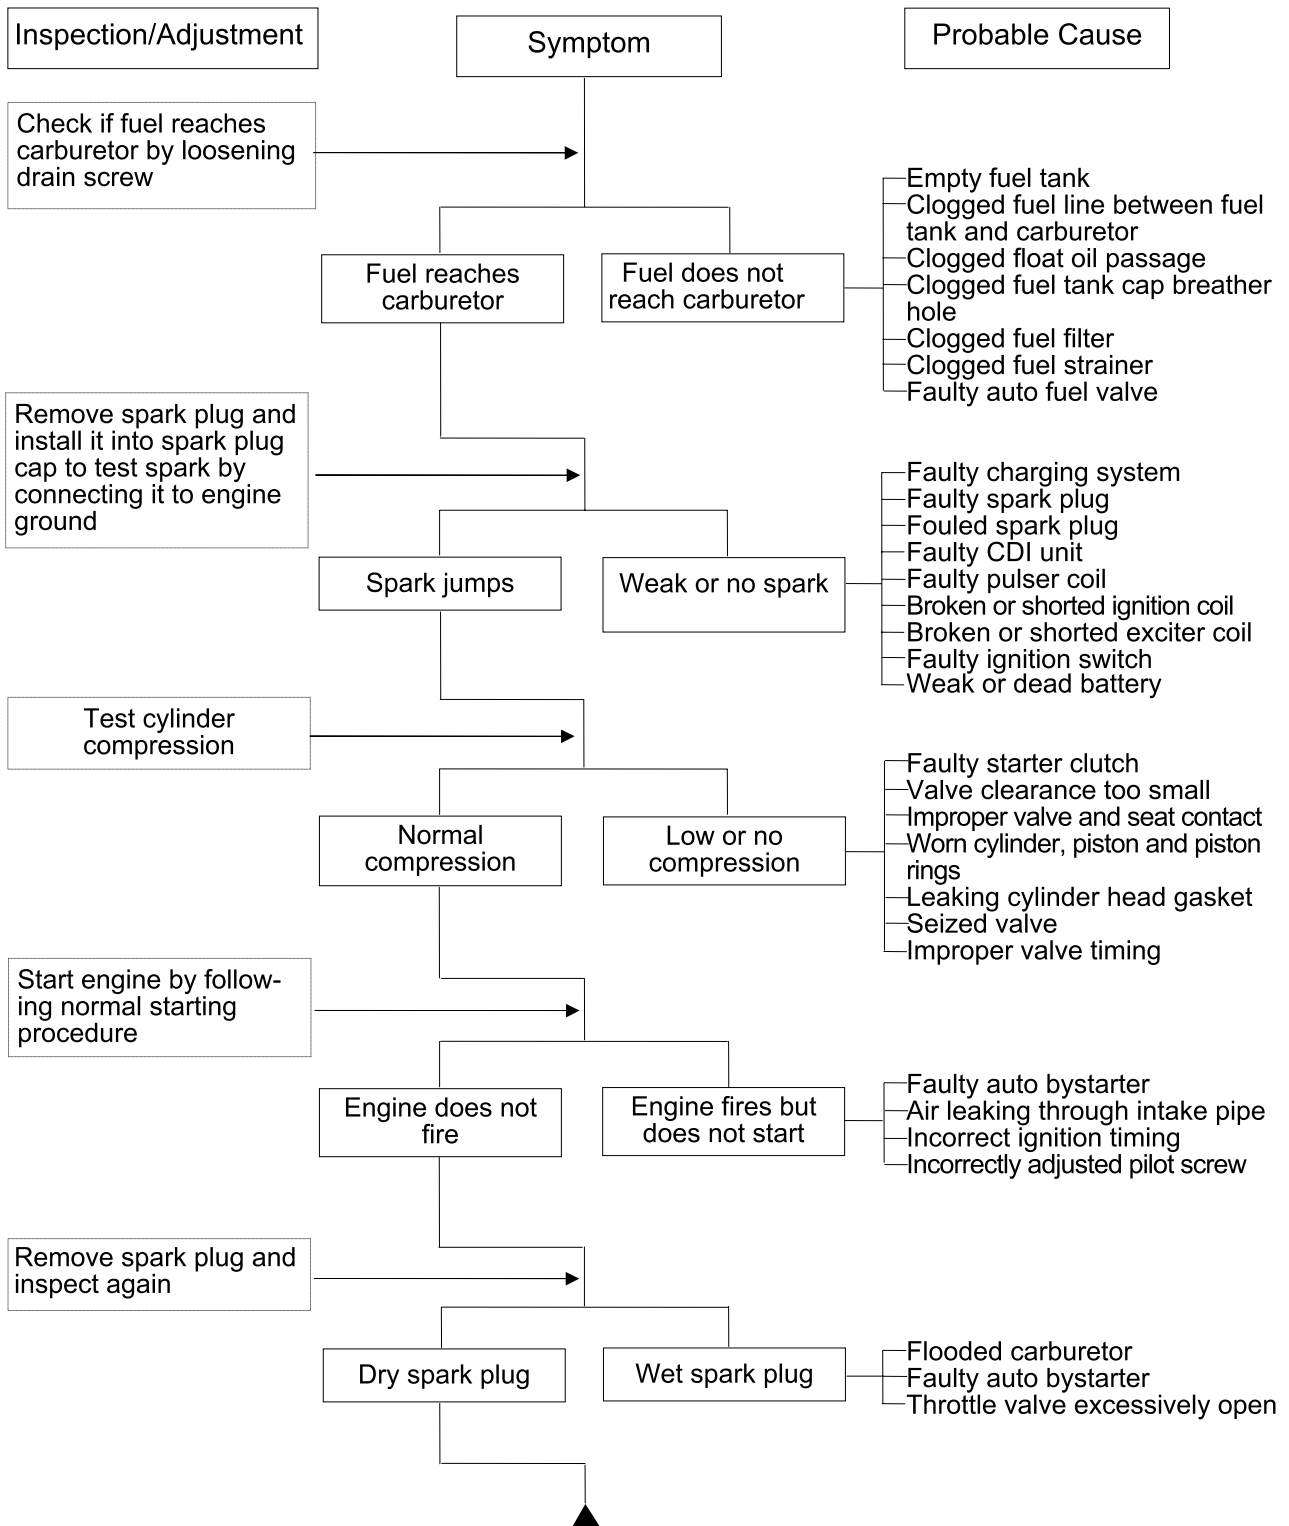 Inspection/Adjustment
Symptom
Probable Cause
Check if fuel reaches
carburetor by loosening
drain screw
Fuel reaches
carburetor
Fuel does not
reach carburetor
Empty fuel tank
Clogged fuel line between fuel
tank and carburetor
Clogged float oil passage
Clogged fuel tank cap breather
hole
Clogged fuel filter
Clogged fuel strainer
Faulty auto fuel valve
Remove spark plug and
install it into spark plug
cap to test spark by
connecting it to engine
ground
Spark jumps
Weak or no spark
Faulty charging system
Faulty spark plug
Fouled spark plug
Faulty CDI unit
Faulty pulser coil
Broken or shorted ignition coil
Broken or shorted exciter coil
Faulty ignition switch
Weak or dead battery
Test cylinder
compression
Normal
compression
Low or no
compression
Faulty starter clutch
Valve clearance too small
Improper valve and seat contact
Worn cylinder, piston and piston
rings
Leaking cylinder head gasket
Seized valve
Improper valve timing
Start engine by follow-
ing normal starting
procedure
Engine does not
fire
Engine fires but
does not start
Faulty auto bystarter
Air leaking through intake pipe
Incorrect ignition timing
Incorrectly adjusted pilot screw
Remove spark plug and
inspect again
Dry spark plug
Wet spark plug
Flooded carburetor
Faulty auto bystarter
Throttle valve excessively open